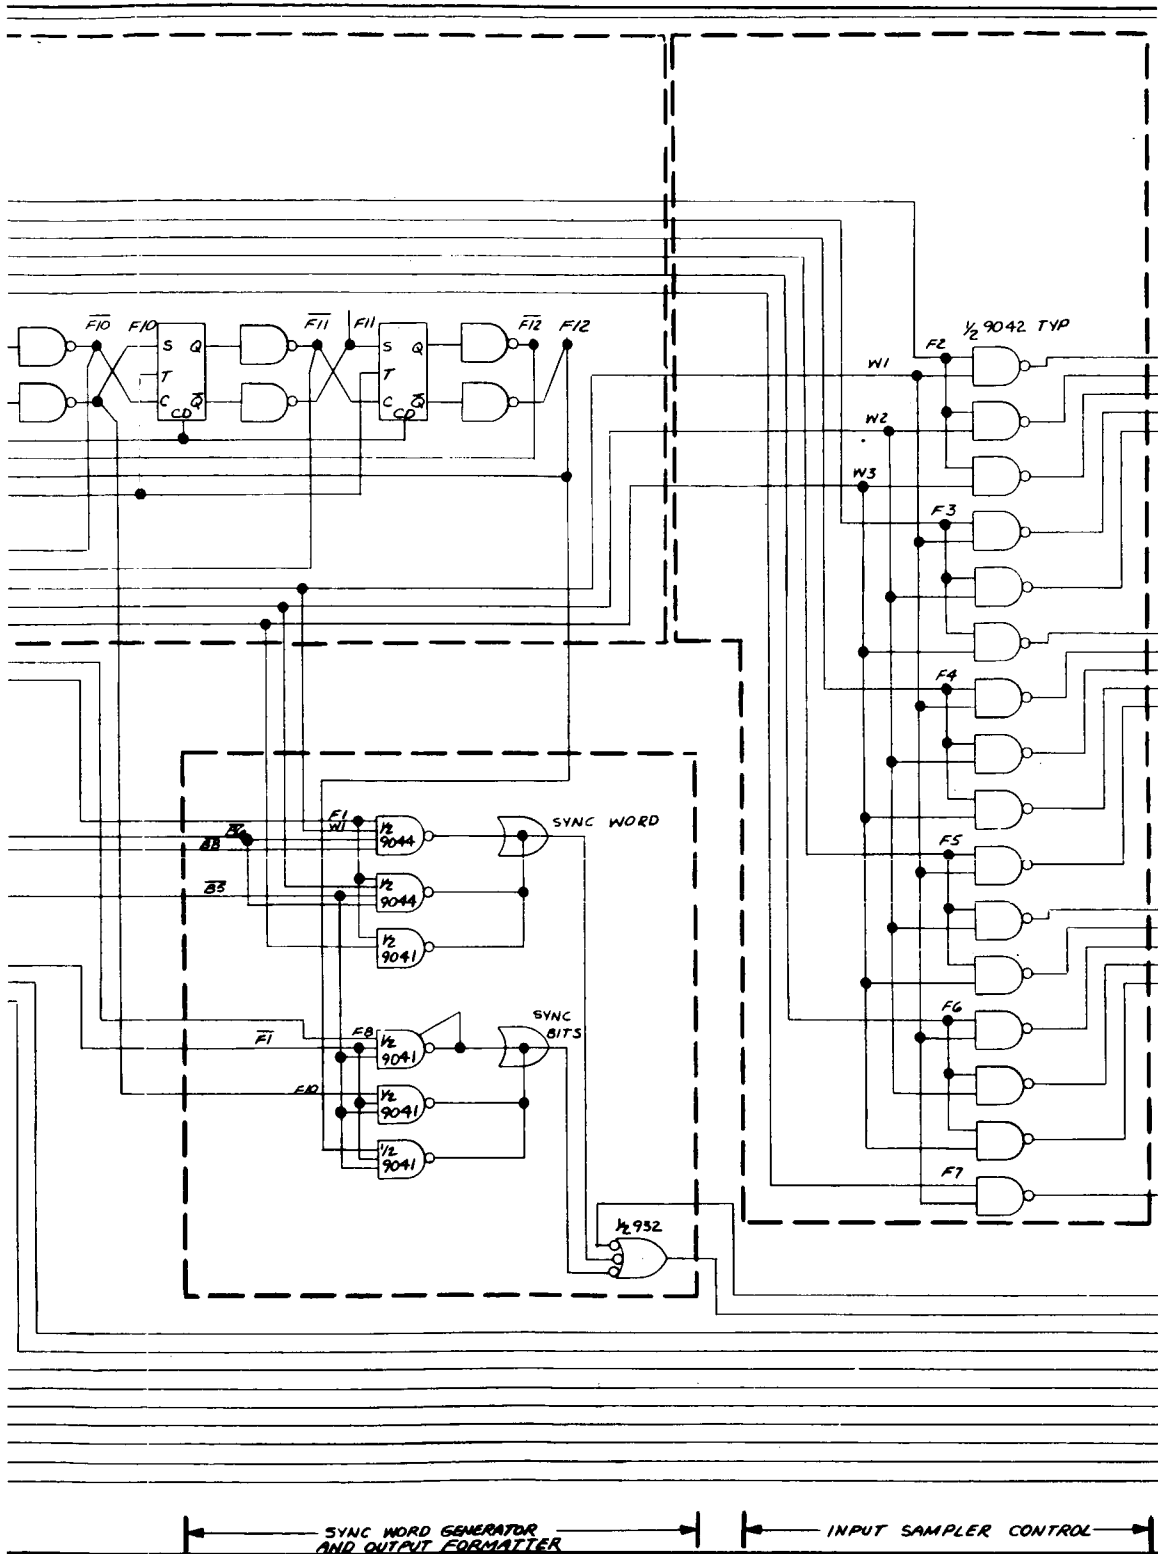 F10 F10 F11 F11 F12 F12
S Q
T
C Q
CD
S Q
T
C Q
CD
1/2 9042 TYP
F2
W1
W2
W3
F3
F4
F5
F6
F7
F1
W1
1/2
9044
SYNC WORD
B8
B5
1/2
9044
1/2
9041
SYNC
BITS
F1
F8
1/2
9041
F10
1/2
9041
1/2
9041
1/2 932
SYNC WORD GENERATOR
AND OUTPUT FORMATTER
INPUT SAMPLER CONTROL